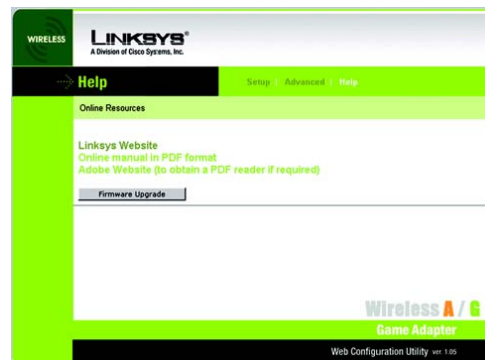 WIRELESS
LINKSYS®
A Division of Cisco Systems, Inc.
Help
Setup | Advanced | Help
Online Resources
Linksys Website
Online manual in PDF format
Adobe Website (to obtain a PDF reader if required)
Firmware Upgrade
Wireless A / G
Game Adapter
Web Configuration Utility ver. 1.05